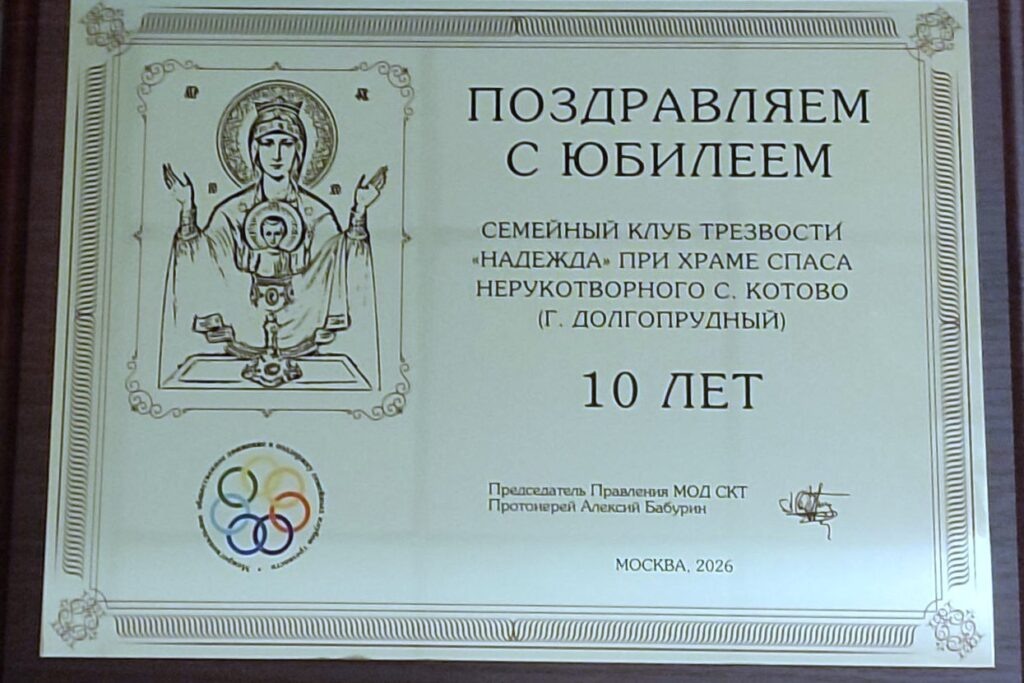 ПОЗДРАВЛЯЕМ
С ЮБИЛЕЕМ
СЕМЕЙНЫЙ КЛУБ ТРЕЗВОСТИ
«НАДЕЖДА» ПРИ ХРАМЕ СПАСА
НЕРУКОТВОРНОГО С. КОТОВО
(Г. ДОЛГОПРУДНЫЙ)
10 ЛЕТ
Председатель Правления МОД СКТ
Протоиерей Алексий Бабурин
МОСКВА, 2026